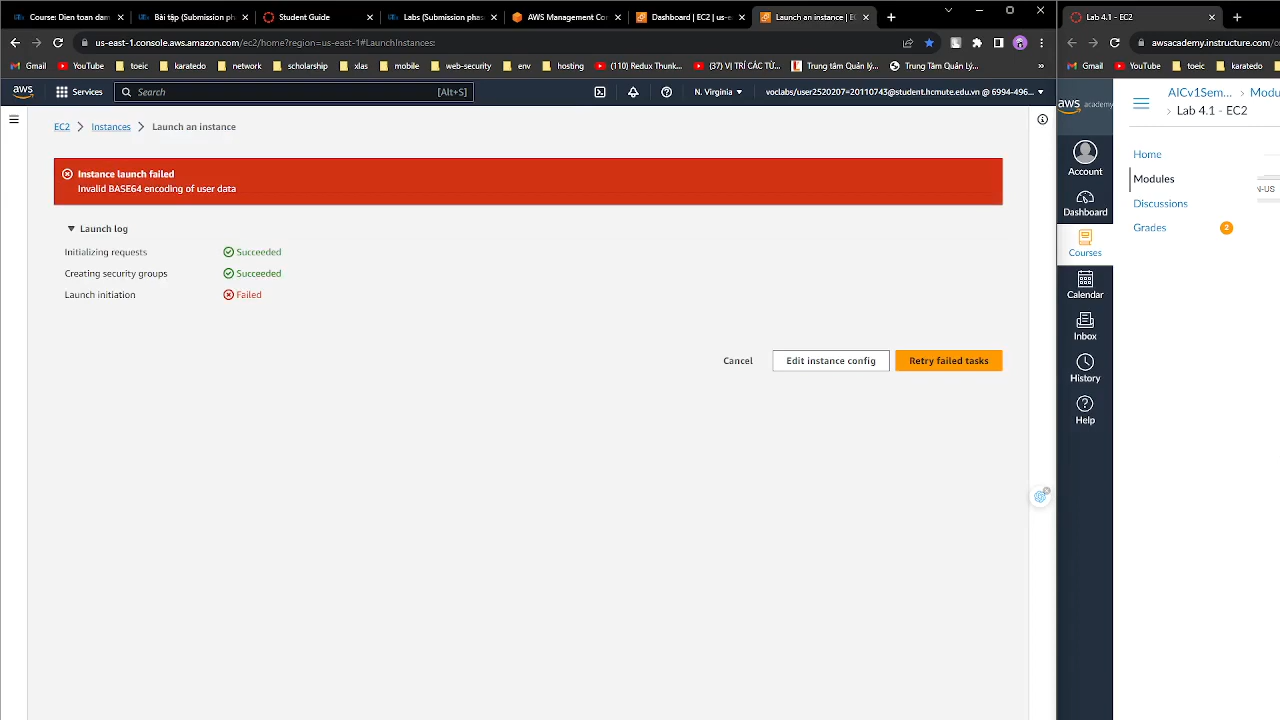 Course: Dien toan dam
Bài tập (Submission ph
Student Guide
Labs (Submission phas
AWS Management Co
Dashboard | EC2 | us-e
Launch an instance | EC
Lab 4.1 - EC2
us-east-1.console.aws.amazon.com/ec2/home?region=us-east-1#LaunchInstances:
awsacademy.instructure.com/co
Gmail
YouTube
toeic
karatedo
network
scholarship
xlas
mobile
web-security
env
hosting
(110) Redux Thunk...
(37) VỊ TRÍ CÁC TỪ...
Trung tâm Quản lý...
Trung Tâm Quản Lý...
»
Gmail
YouTube
toeic
karatedo
aws
Services
Search
[Alt+S]
N. Virginia
voclabs/user2520207=20110743@student.hcmute.edu.vn @ 6994-496...
EC2
Instances
Launch an instance
Instance launch failed
Invalid BASE64 encoding of user data
Launch log
Initializing requests
Succeeded
Creating security groups
Succeeded
Launch initiation
Failed
Cancel
Edit instance config
Retry failed tasks
aws academy
Account
Dashboard
Courses
Calendar
Inbox
History
Help
AICv1Sem...
Modu
Lab 4.1 - EC2
Home
Modules
Discussions
Grades
2
N-US